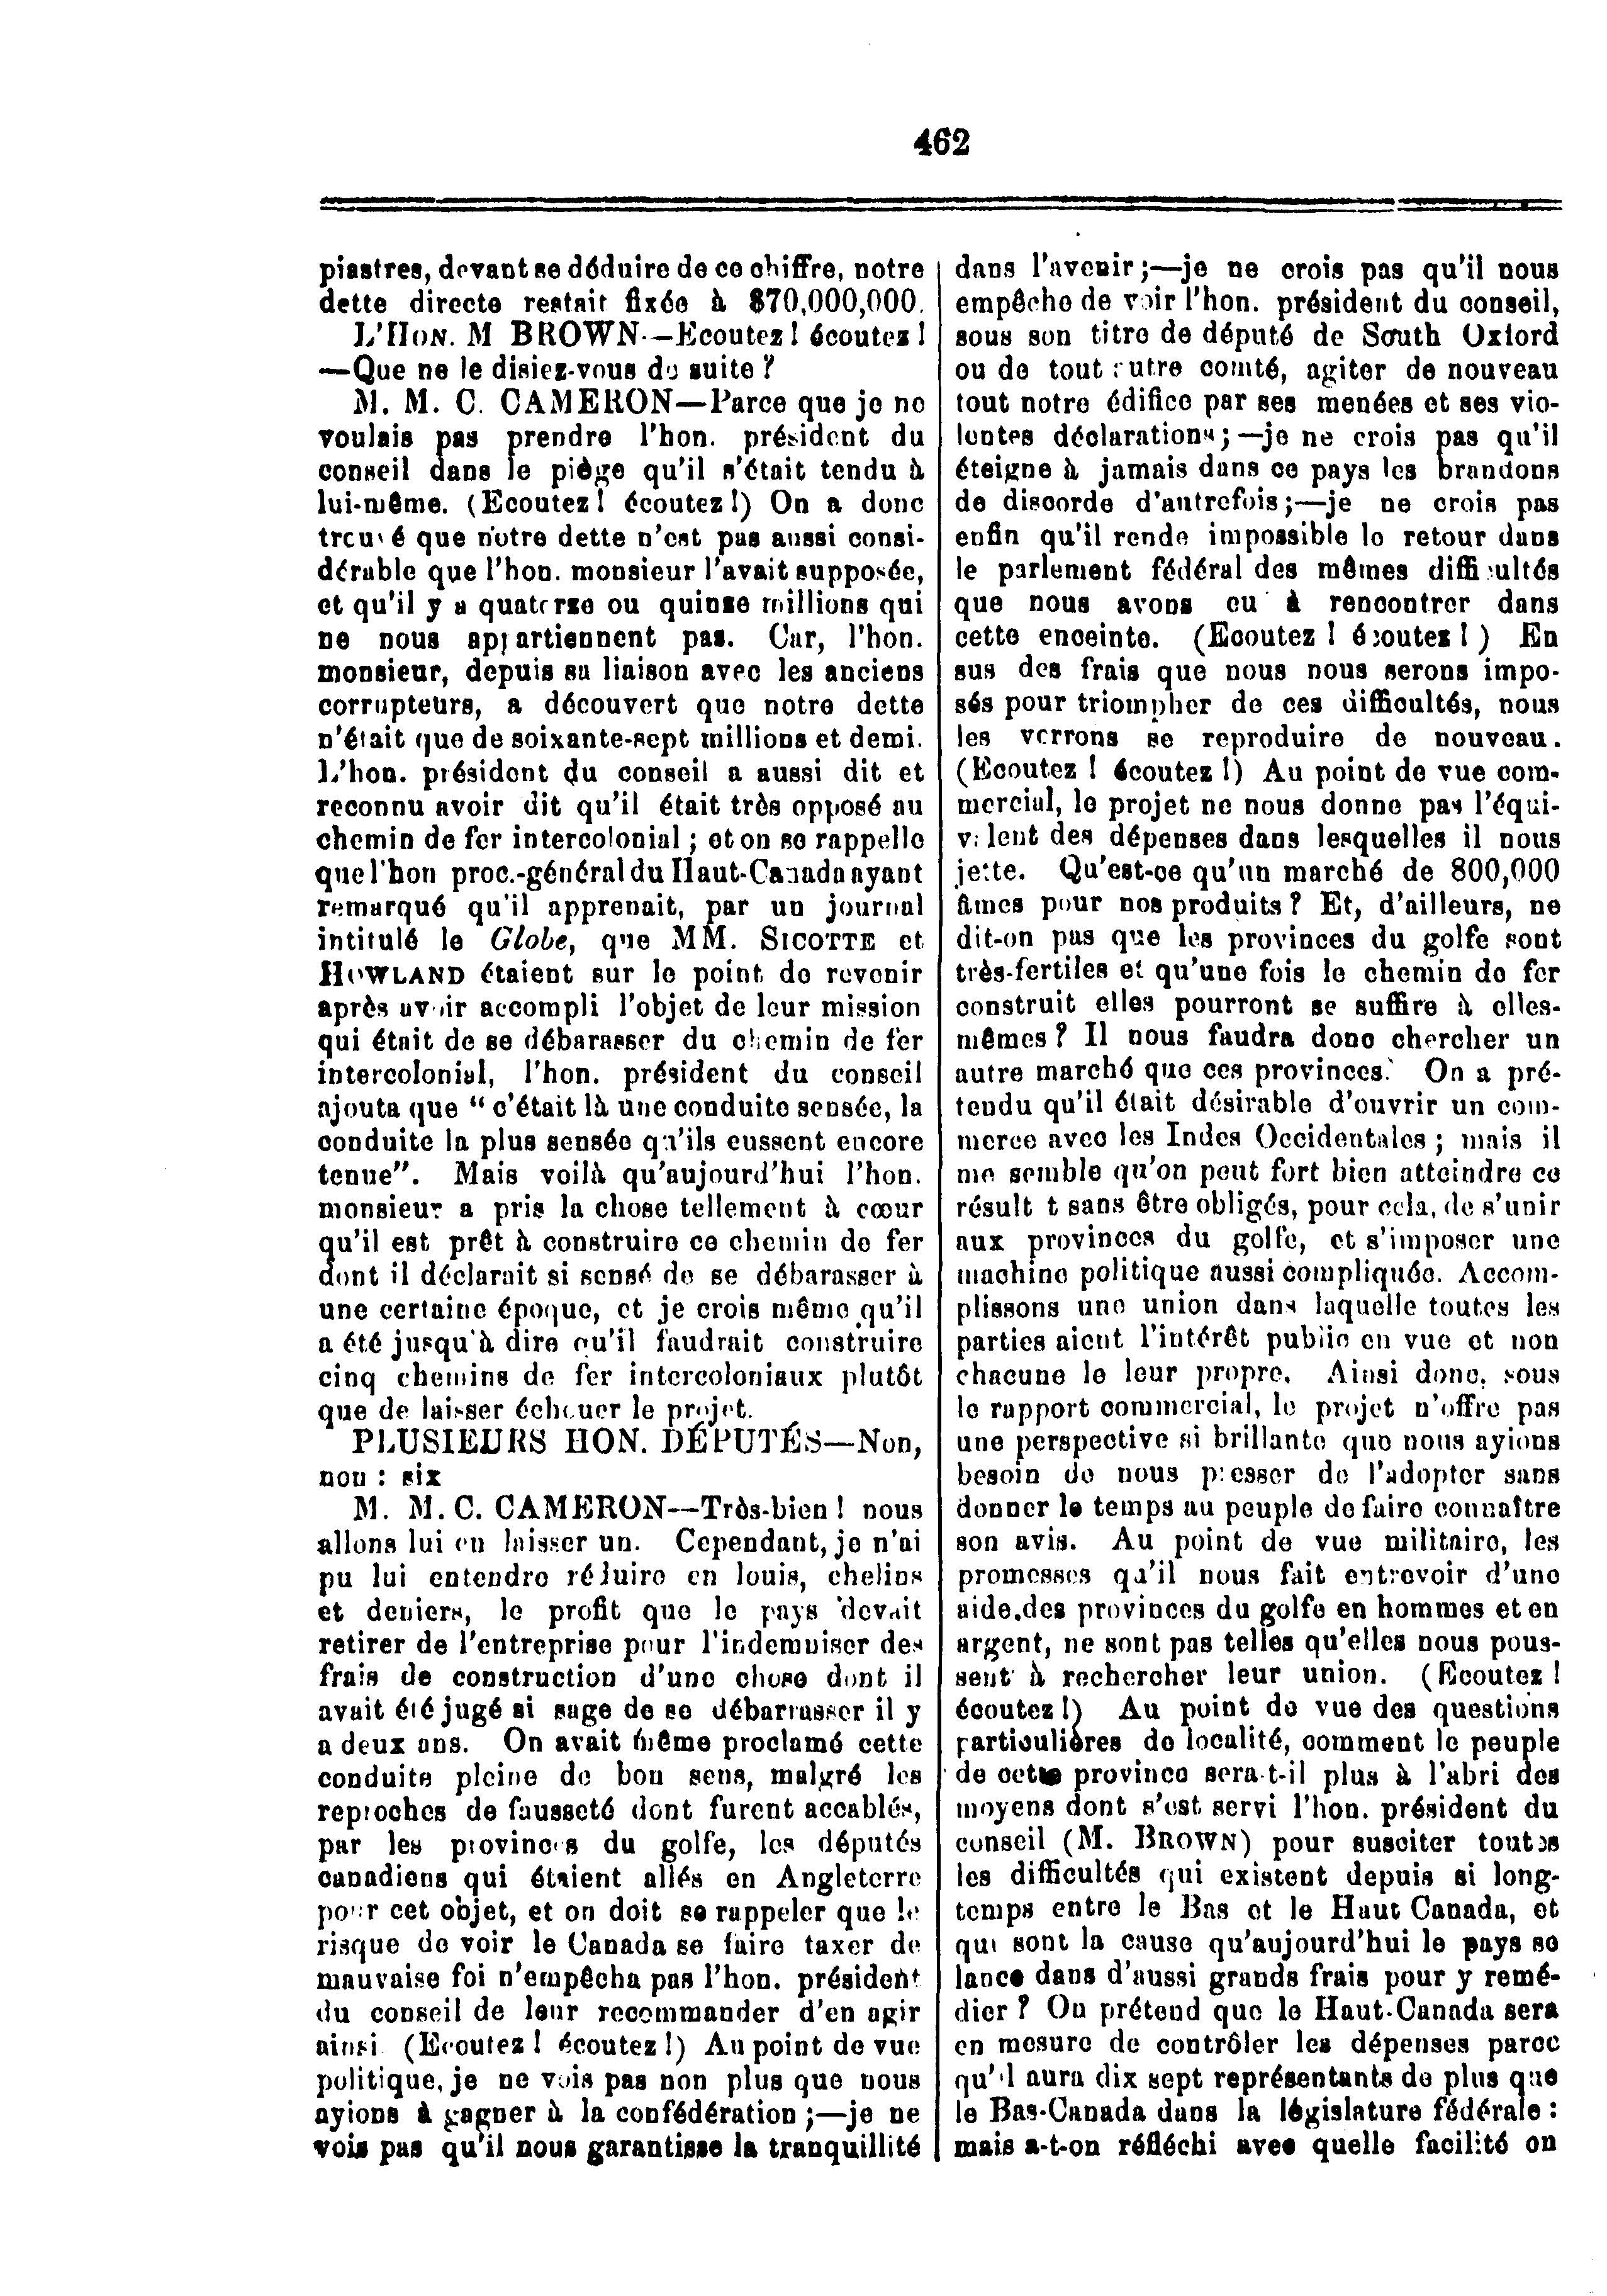 462
piastres, devant se déduire de ce chiffre, notre
dette directe restait fixée à $70,000,000.
L'HON. M BROWN—Ecoutez! écoutez!
—Que ne le disiez-vous de suite?
M. M. C. CAMERON—Parce que je ne
voulais pas prendre l'hon. président du
conseil dans le piège qu'il s'était tendu à
lui-même. (Ecoutez! écoutez!) On a donc
trouvé que notre dette n'est pas aussi consi-
dérable que l'hon. monsieur l'avait supposée,
et qu'il y a quatorze ou quinze millions qui
ne nous appartiennent pas. Car, l'hon.
monsieur, depuis sa liaison avec les anciens
corrupteurs, a découvert que notre dette
n'était que de soixante-sept millions et demi.
L'hon. président du conseil a aussi dit et
reconnu avoir dit qu'il était très opposé au
chemin de fer intercolonial; et on se rappelle
que l'hon proc.-général du Haut-Canada ayant
remarqué qu'il apprenait, par un journal
intitulé le Globe, que MM. SICOTTE et
HOWLAND étaient sur le point de revenir
après avoir accompli l'objet de leur mission
qui était de se débarasser du chemin de fer
intercolonial, l'hon. président du conseil
ajouta que "c'était là une conduite sensée, la
conduite la plus sensée qu'ils eussent encore
tenue". Mais voilà qu'aujourd'hui l'hon.
monsieur a pris la chose tellement à cœur
qu'il est prêt à construire ce chemin de fer
dont il déclarait si sensé de se débarasser à
une certaine époque, et je crois même qu'il
a été jusqu'à dire qu'il faudrait construire
cinq chemins de fer intercoloniaux plutôt
que de laisser échouer le projet.
PLUSIEURS HON. DÉPUTÉS—Non,
non: six
M. M. C. CAMERON—Très-bien! nous
allons lui en laisser un. Cependant, je n'ai
pu lui entendre réduire en louis, chelins
et deniers, le profit que le pays devait
retirer de l'entreprise pour l'indemniser des
frais de construction d'une chose dont il
avait été jugé si sage de se débarrasser il y
a deux ans. On avait même proclamé cette
conduite pleine de bon sens, malgré les
reproches de fausseté dont furent accablés,
par les provinces du golfe, les députés
canadiens qui étaient allés en Angleterre
pour cet objet, et on doit se rappeler que le
risque de voir le Canada se faire taxer de
mauvaise foi n'empêcha pas l'hon. président
du conseil de leur recommander d'en agir
ainsi (Ecoutez! écoutez!) Au point de vue
politique, je ne vois pas non plus que nous
ayions à gagner à la confédération;—je ne
vois pas qu'il nous garantisse la tranquillité
dans l'avenir;—je ne crois pas qu'il nous
empêche de voir l'hon. président du conseil,
sous son titre de député de South Oxford
ou de tout autre comté, agiter de nouveau
tout notre édifice par ses menées et ses vio-
lentes déclarations;—je ne crois pas qu'il
éteigne à jamais dans ce pays les brandons
de discorde d'autrefois;—je ne crois pas
enfin qu'il rende impossible le retour dans
le parlement fédéral des mêmes difficultés
que nous avons eu à rencontrer dans
cette enceinte. (Ecoutez! écoutez!) En
sus des frais que nous nous serons impo-
sés pour triompher de ces difficultés, nous
les verrons se reproduire de nouveau.
(Ecoutez! écoutez!) Au point de vue com-
mercial, le projet ne nous donne pas l'équi-
valent des dépenses dans lesquelles il nous
jette. Qu'est-ce qu'un marché de 800,000
âmes pour nos produits? Et, d'ailleurs, ne
dit-on pas que les provinces du golfe sont
très-fertiles et qu'une fois le chemin de fer
construit elles pourront se suffire à elles-
mêmes? Il nous faudra donc chercher un
autre marché que ces provinces. On a pré-
tendu qu'il était désirable d'ouvrir un com-
merce avec les Indes Occidentales; mais il
me semble qu'on peut fort bien atteindre ce
résult t sans être obligés, pour cela, de s'unir
aux provinces du golfe, et s'imposer une
machine politique aussi compliquée. Accom-
plissons une union dans laquelle toutes les
parties aient l'intérêt public en vue et non
chacune le leur propre. Ainsi donc, sous
le rapport commercial, le projet n'offre pas
une perspective si brillante que nous ayions
besoin de nous presser de l'adopter sans
donner le temps au peuple de faire connaître
son avis. Au point de vue militaire, les
promesses qu'il nous fait entrevoir d'une
aide des provinces du golfe en hommes et en
argent, ne sont pas telles qu'elles nous pous-
sent à rechercher leur union. (Ecoutez!
écoutez!) Au point de vue des questions
particulières de localité, comment le peuple
de cette province sera-t-il plus à l'abri des
moyens dont s'est servi l'hon. président du
conseil (M. BROWN) pour susciter toutes
les difficultés qui existent depuis si long-
temps entre le Bas et le Haut Canada, et
qui sont la cause qu'aujourd'hui le pays se
lance dans d'aussi grands frais pour y remé-
dier? On prétend que le Haut-Canada sera
en mesure de contrôler les dépenses parce
qu'il aura dix sept représentants de plus que
le Bas-Canada dans la législature fédérale:
mais a-t-on réfléchi avec quelle facilité on